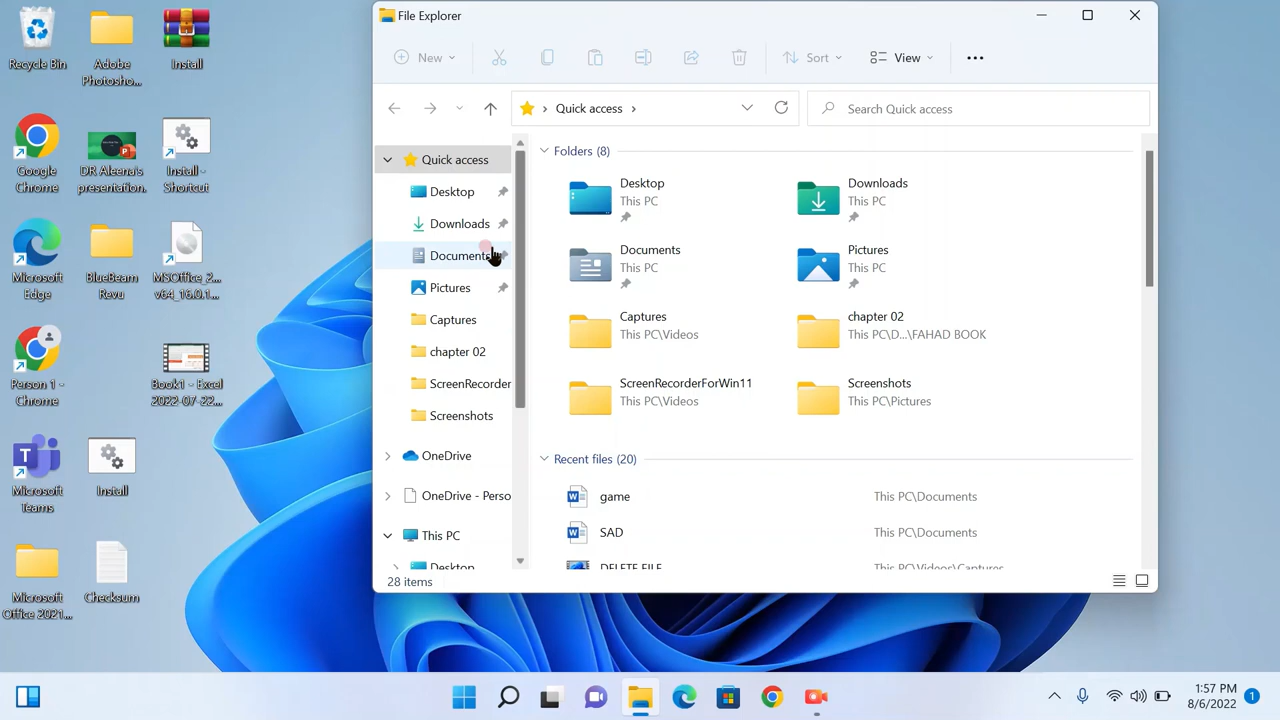 Recycle Bin
Adobe Photosho...
Install
Google Chrome
DR Aleena's presentation.
Install - Shortcut
Microsoft Edge
BlueBeam Revu
MSOffice_2... v64_16.0.1...
Person 1 - Chrome
Book1 - Excel 2022-07-22...
Microsoft Teams
Install
Microsoft Office 2021...
Checksum
File Explorer
New
Sort
View
Quick access
Search Quick access
Quick access
Desktop
Downloads
Documents
Pictures
Captures
chapter 02
ScreenRecorder
Screenshots
OneDrive
OneDrive - Perso
This PC
Desktop
Folders (8)
Desktop
This PC
Downloads
This PC
Documents
This PC
Pictures
This PC
Captures
This PC\Videos
chapter 02
This PC\D...\FAHAD BOOK
ScreenRecorderForWin11
This PC\Videos
Screenshots
This PC\Pictures
Recent files (20)
game This PC\Documents
SAD This PC\Documents
DELETE FILE This PC\Videos\Captures
28 items
1:57 PM
8/6/2022
1